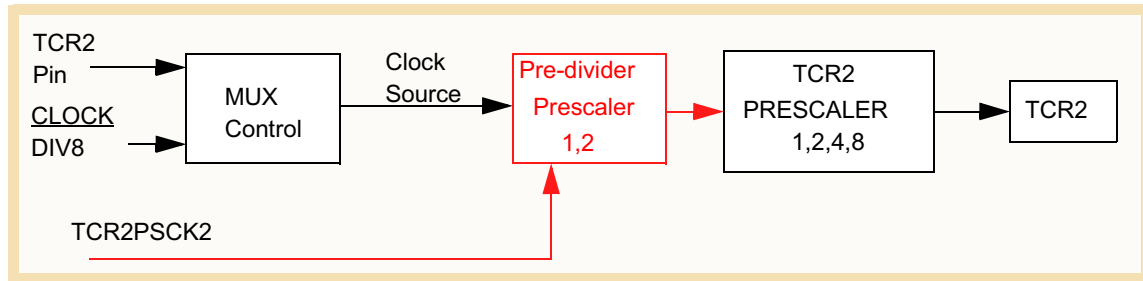 TCR2
Pin
CLOCK
DIV8
MUX
Control
Clock
Source
Pre-divider
Prescaler
1,2
TCR2
PRESCALER
1,2,4,8
TCR2
TCR2PSCK2